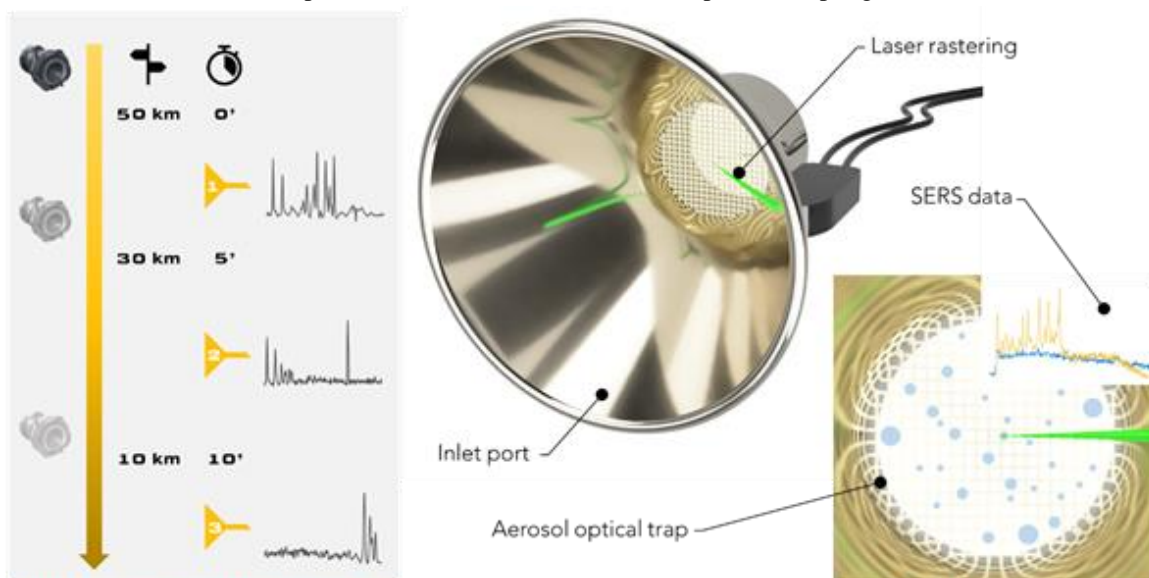 50 km 0'
1
30 km 5'
2
10 km 10'
3
Laser rastering
SERS data
Inlet port
Aerosol optical trap